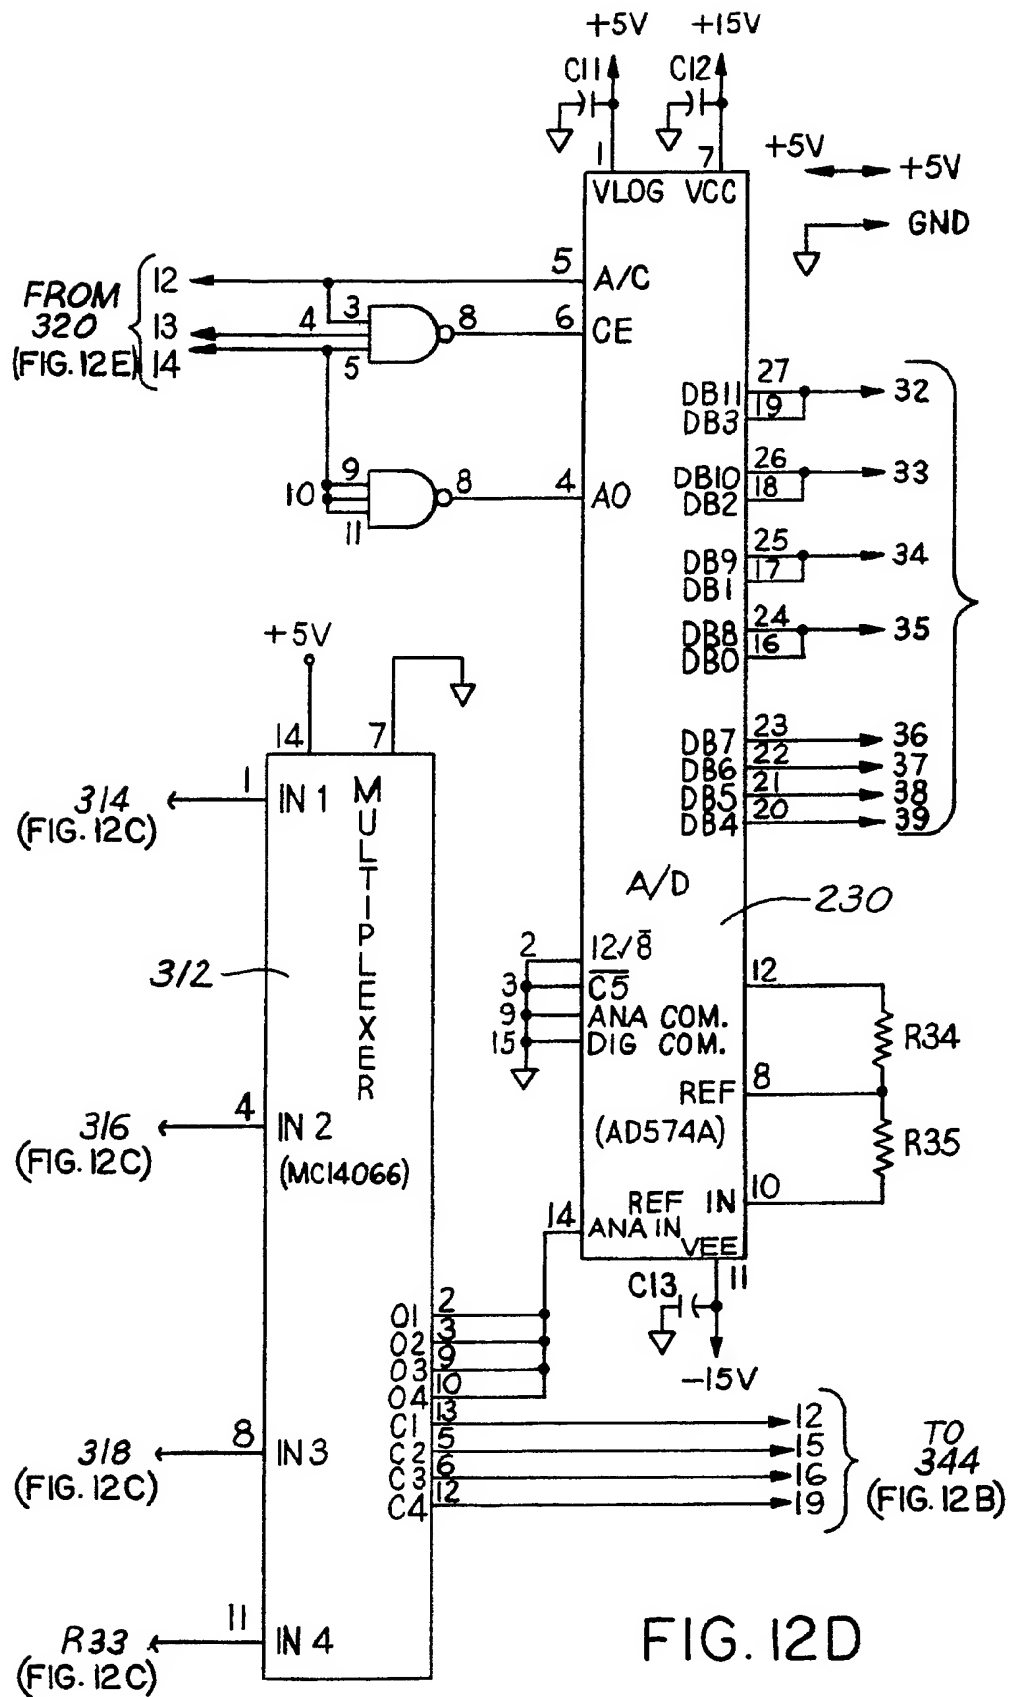 +5V +15V
C11 C12
1 7
+5V +5V
VLOG VCC
GND
FROM
320
(FIG. 12E)
12
13
14
3
4
5
8
5 A/C
6 CE
9
10
11
8
4 AO
DB11 27
DB3 19
32
DB10 26
DB2 18
33
DB9 25
DB1 17
34
DB8 24
DB0 16
35
DB7 23 36
DB6 22 37
DB5 21 38
DB4 20 39
+5V
14 7
314
(FIG. 12C)
1 IN 1
MULTIPLEXER
A/D
230
312
2 12/8̅
3 C̅5̅
9 ANA COM.
15 DIG COM.
12
R34
REF 8
(AD574A)
R35
REF IN 10
316
(FIG. 12C)
4 IN 2
(MC14066)
14 ANA IN
VEE
11
C13
-15V
O1 2
O2 3
O3 9
O4 10
C1 13 12
C2 5 15
C3 6 16
C4 12 19
TO
344
(FIG. 12B)
318
(FIG. 12C)
8 IN 3
R33
(FIG. 12C)
11 IN 4
FIG. 12D